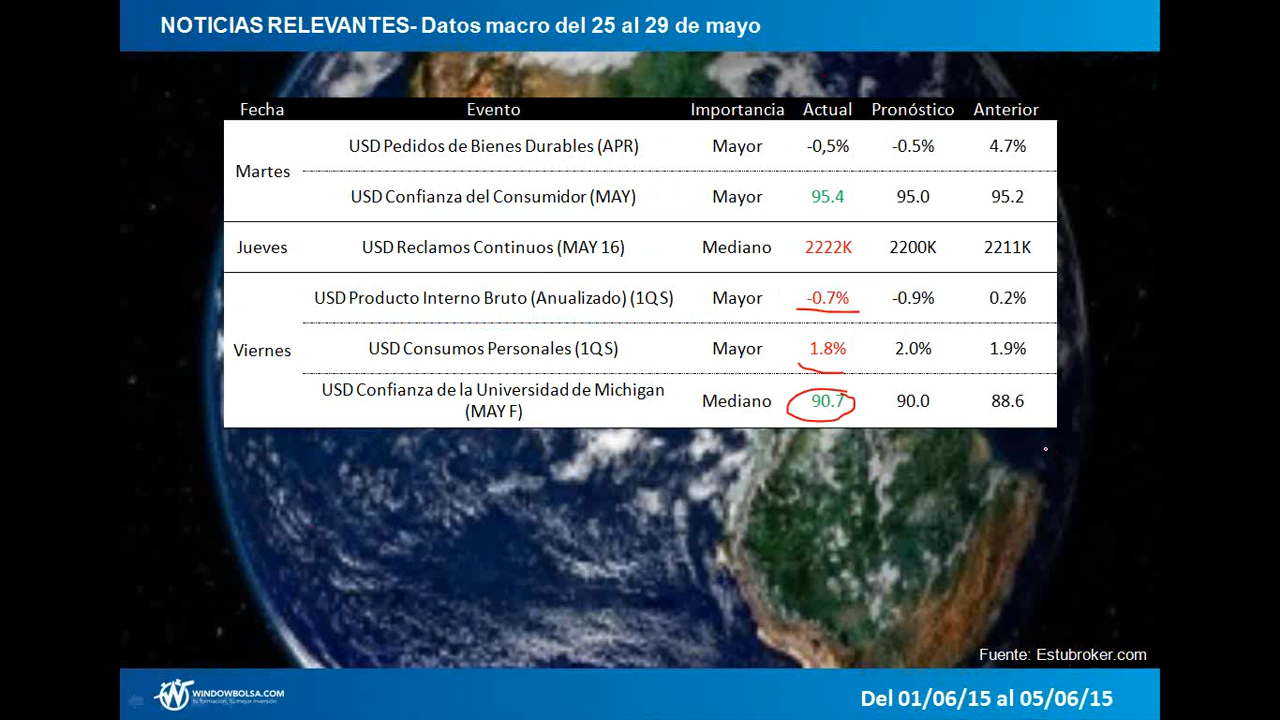 NOTICIAS RELEVANTES- Datos macro del 25 al 29 de mayo
Fecha Evento Importancia Actual Pronóstico Anterior
Martes
USD Pedidos de Bienes Durables (APR) Mayor -0,5% -0.5% 4.7%
USD Confianza del Consumidor (MAY) Mayor 95.4 95.0 95.2
Jueves USD Reclamos Continuos (MAY 16) Mediano 2222K 2200K 2211K
Viernes
USD Producto Interno Bruto (Anualizado) (1QS) Mayor -0.7% -0.9% 0.2%
USD Consumos Personales (1QS) Mayor 1.8% 2.0% 1.9%
USD Confianza de la Universidad de Michigan
(MAY F) Mediano 90.7 90.0 88.6
Fuente: Estubroker.com
WINDOWBOLSA.COM
tu formación, tu mejor inversión
Del 01/06/15 al 05/06/15